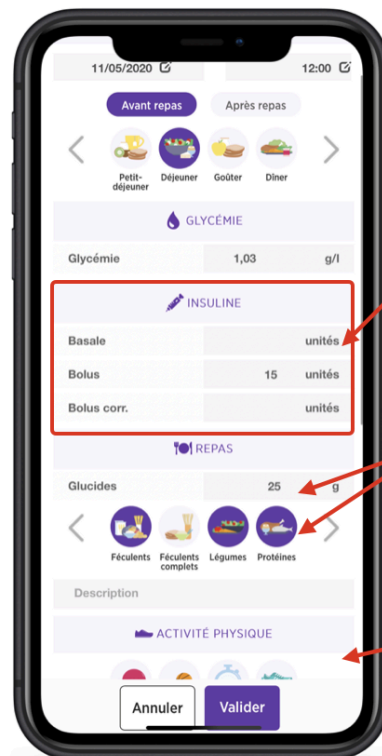 11/05/2020 12:00
Avant repas Après repas
Petit-
déjeuner Déjeuner Goûter Dîner
GLYCÉMIE
Glycémie 1,03 g/l
INSULINE
Basale unités
Bolus 15 unités
Bolus corr. unités
REPAS
Glucides 25 g
Féculents Féculents
complets Légumes Protéines
Description
ACTIVITÉ PHYSIQUE
Annuler Valider